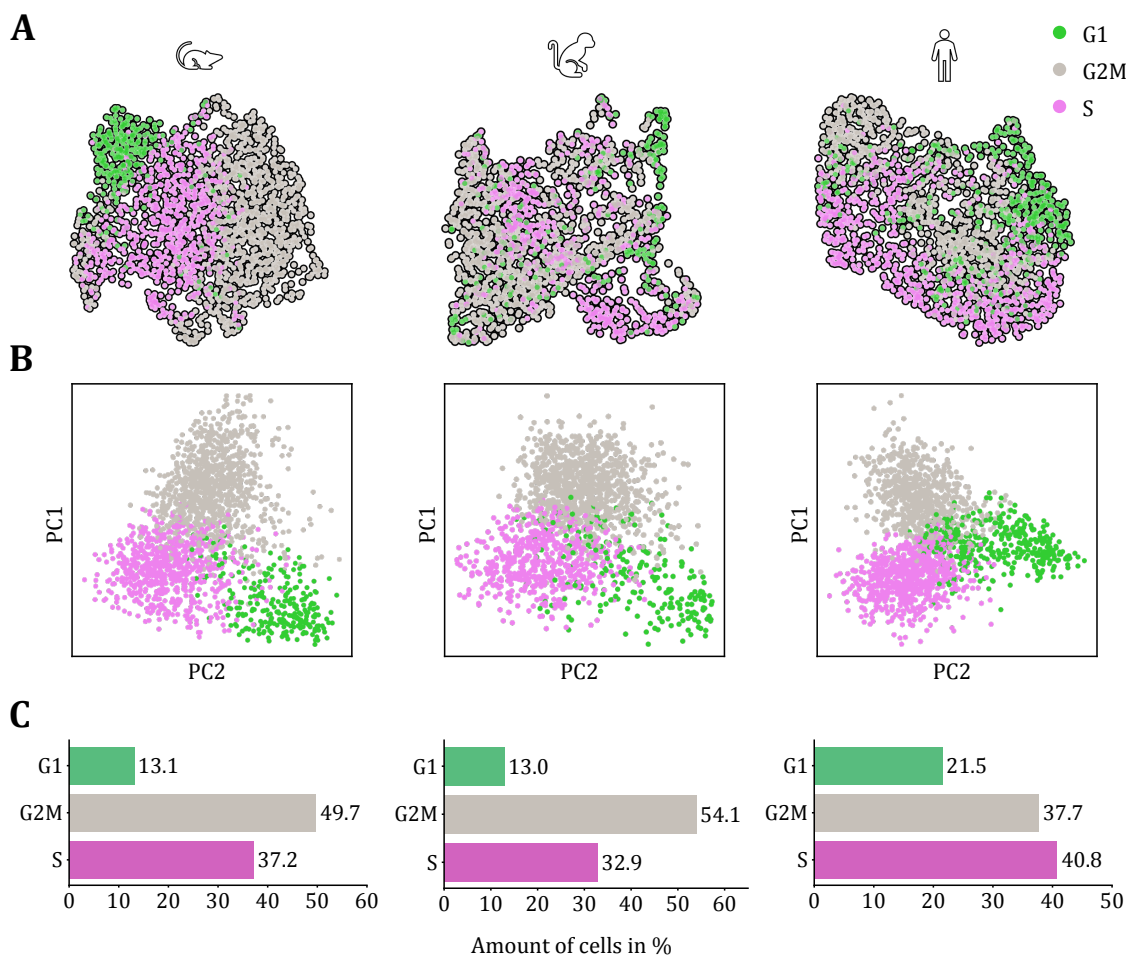 A
G1
G2M
S
B
PC1
PC2
PC1
PC2
PC1
PC2
C
G1
13.1
G2M
49.7
S
37.2
0 10 20 30 40 50 60
G1
13.0
G2M
54.1
S
32.9
0 10 20 30 40 50 60
G1
21.5
G2M
37.7
S
40.8
0 10 20 30 40 50
Amount of cells in %